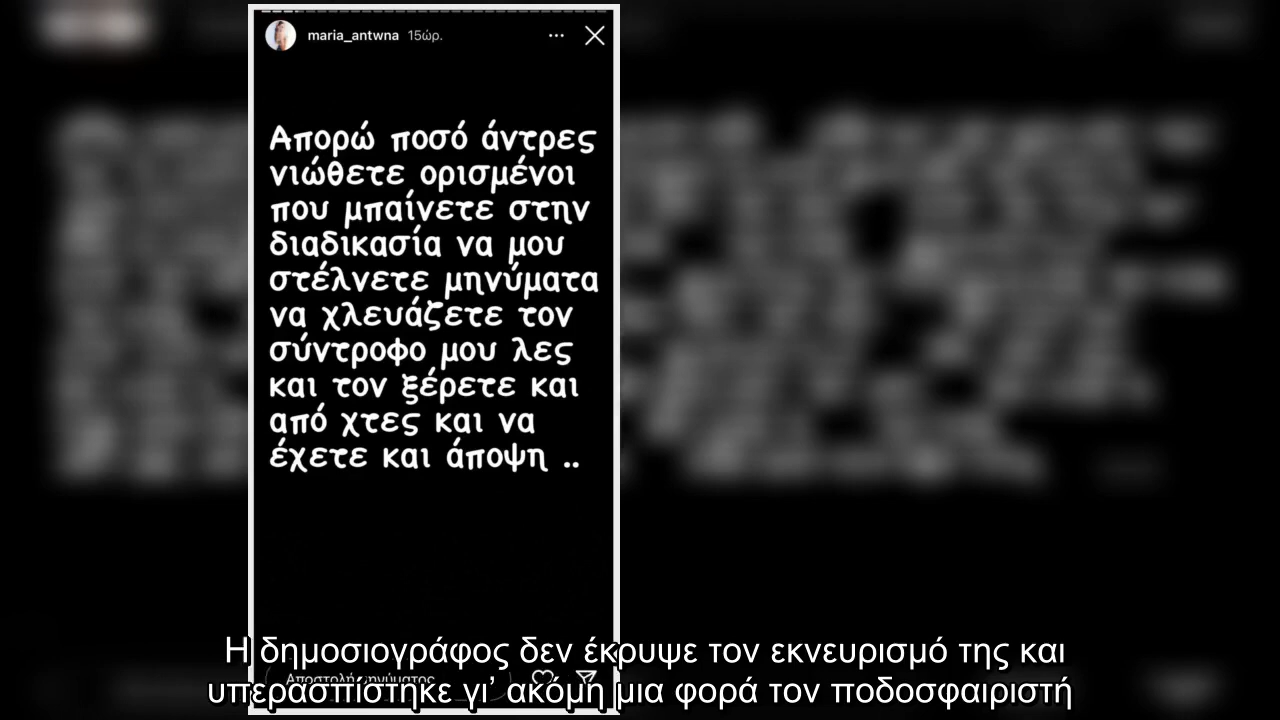 maria_antwna 15ώρ.
Απορώ ποσό άντρες
νιώθετε ορισμένοι
που μπαίνετε στην
διαδικασία να μου
στέλνετε μηνύματα
να χλευάζετε τον
σύντροφο μου λες
και τον ξέρετε και
από χτες και να
έχετε και άποψη ..
Αποστολή μηνύματος
Η δημοσιογράφος δεν έκρυψε τον εκνευρισμό της και
υπερασπίστηκε γι’ ακόμη μια φορά τον ποδοσφαιριστή